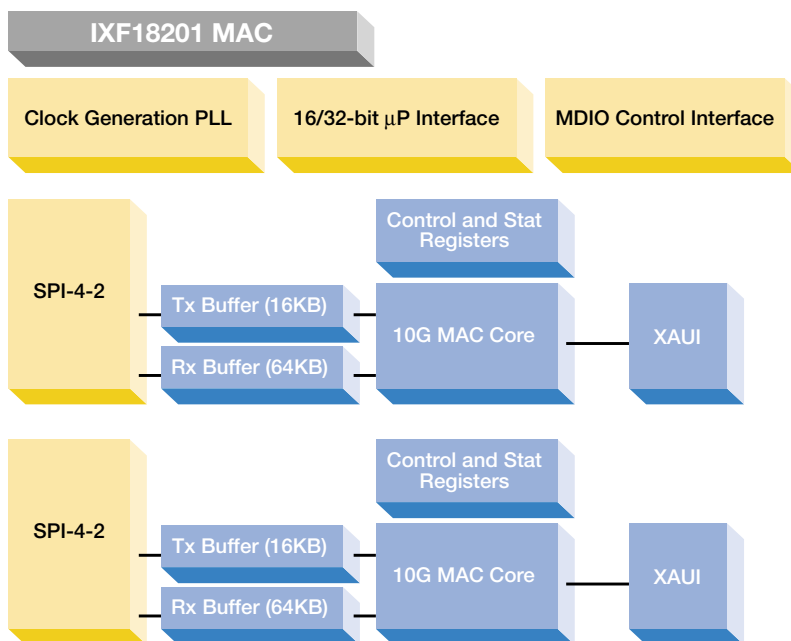 IXF18201 MAC
Clock Generation PLL
16/32-bit µP Interface
MDIO Control Interface
SPI-4-2
Control and Stat
Registers
Tx Buffer (16KB)
10G MAC Core
XAUI
Rx Buffer (64KB)
SPI-4-2
Control and Stat
Registers
Tx Buffer (16KB)
10G MAC Core
XAUI
Rx Buffer (64KB)